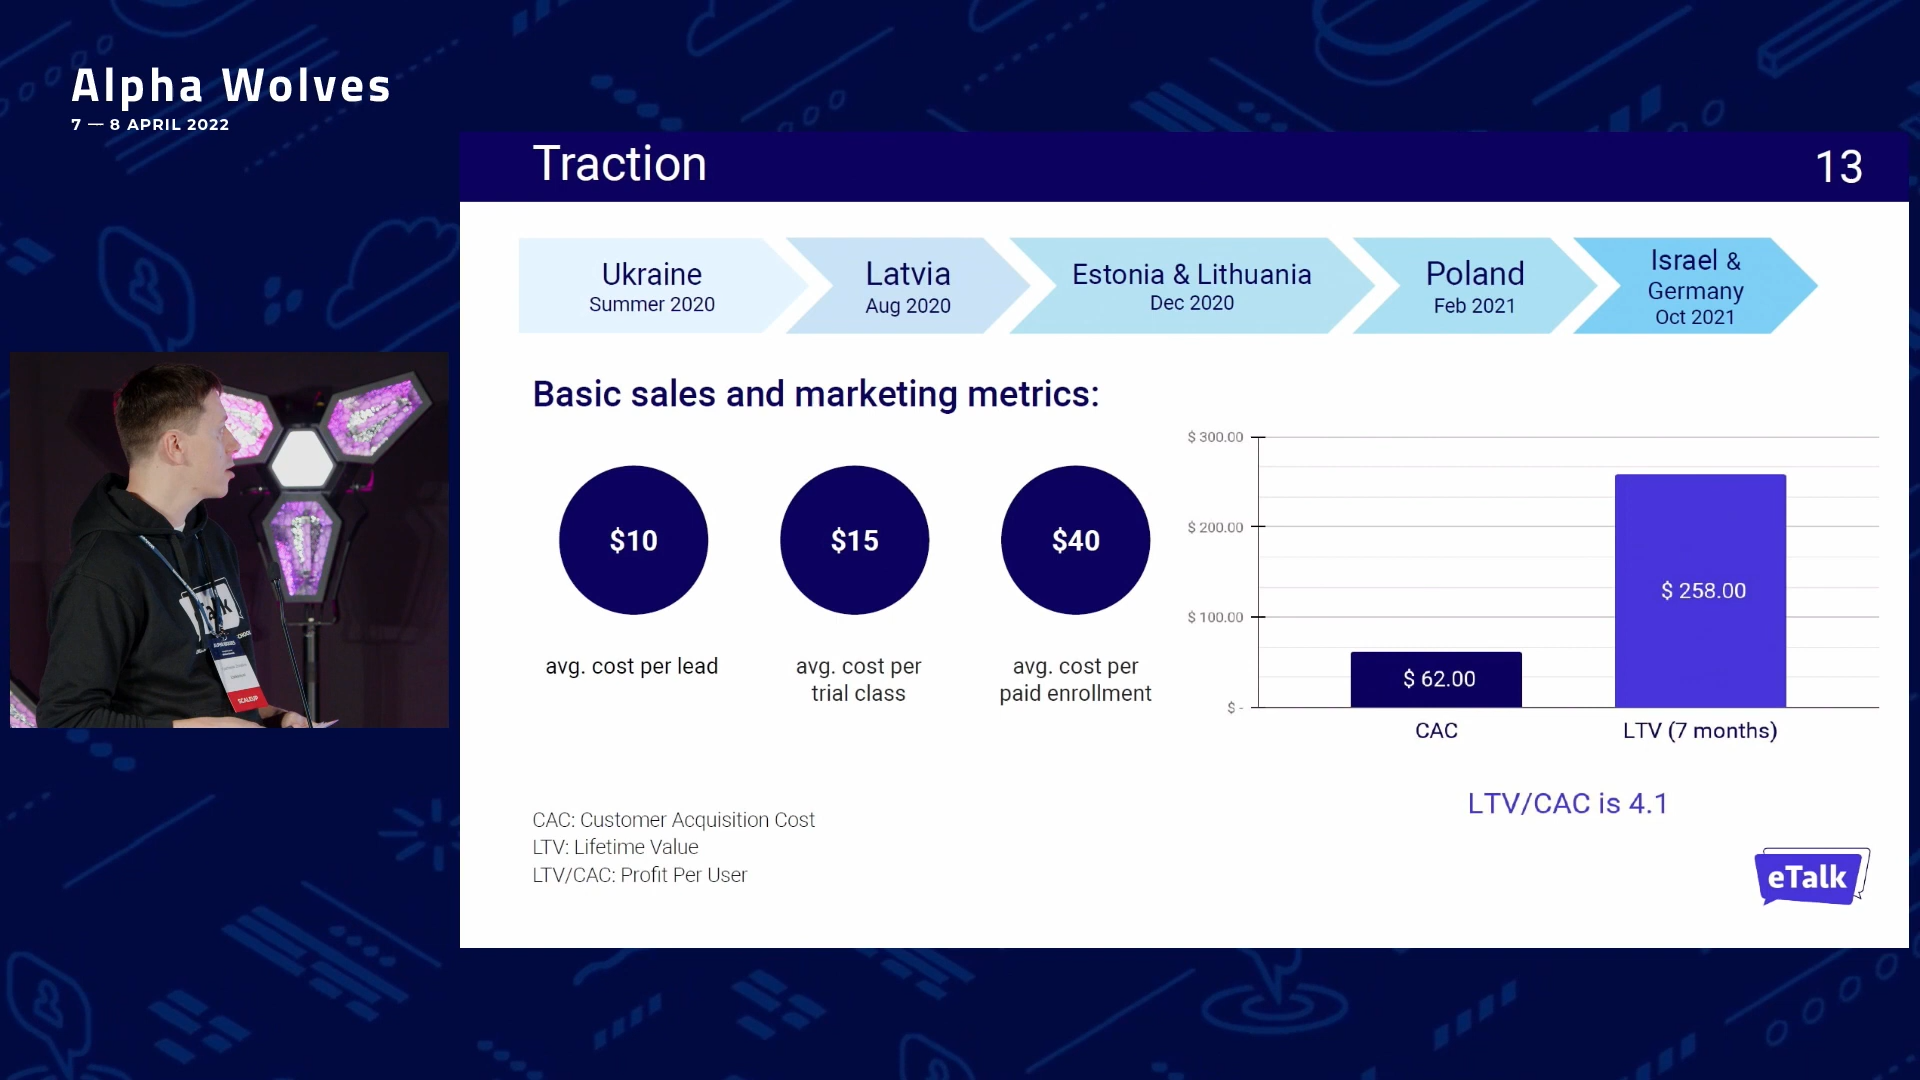 Alpha Wolves
7 — 8 APRIL 2022
Traction
13
Ukraine
Summer 2020
Latvia
Aug 2020
Estonia & Lithuania
Dec 2020
Poland
Feb 2021
Israel &
Germany
Oct 2021
Basic sales and marketing metrics:
$10
avg. cost per lead
$15
avg. cost per
trial class
$40
avg. cost per
paid enrollment
$ 300.00
$ 200.00
$ 100.00
$ -
$ 62.00
$ 258.00
CAC
LTV (7 months)
LTV/CAC is 4.1
CAC: Customer Acquisition Cost
LTV: Lifetime Value
LTV/CAC: Profit Per User
eTalk
SCALEUP